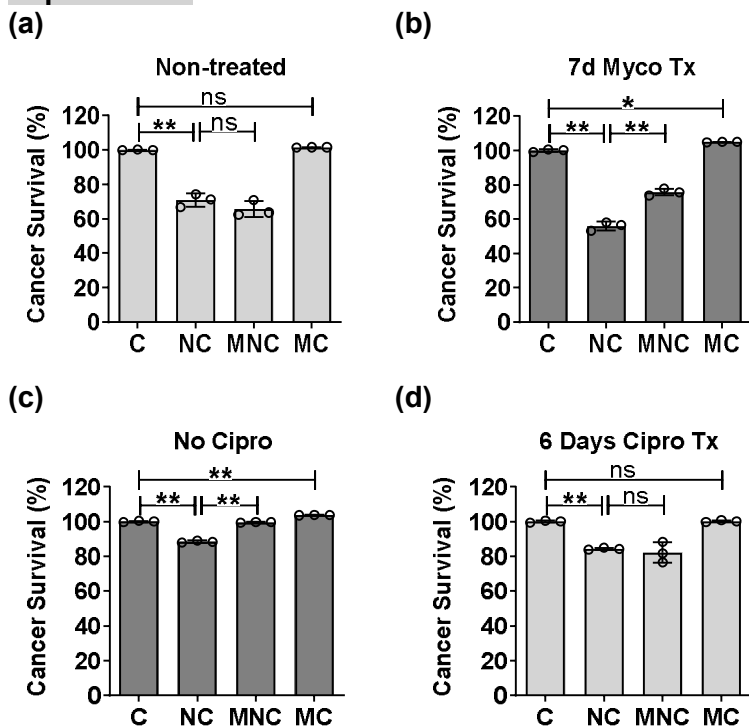 (a)
Non-treated
ns
** ns
Cancer Survival (%)
120
100
80
60
40
20
0
C NC MNC MC
(b)
7d Myco Tx
*
** **
Cancer Survival (%)
120
100
80
60
40
20
0
C NC MNC MC
(c)
No Cipro
**
** **
Cancer Survival (%)
120
100
80
60
40
20
0
C NC MNC MC
(d)
6 Days Cipro Tx
ns
** ns
Cancer Survival (%)
120
100
80
60
40
20
0
C NC MNC MC